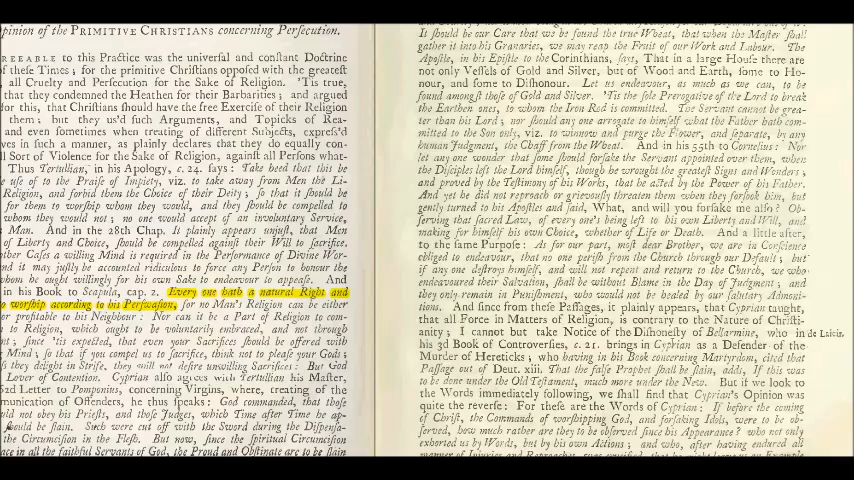 pinion of the PRIMITIVE CHRISTIANS concerning Perſecution.
REEABLE to this Practice was the univerſal and conſtant Doctrine
f theſe Times; for the primitive Chriſtians oppoſed with the greateſt
all Cruelty and Perſecution for the Sake of Religion. 'Tis true,
that they condemned the Heathen for their Barbarities; and argued
for this, that Chriſtians ſhould have the free Exerciſe of their Religion
them; but they uſ'd ſuch Arguments, and Topicks of Rea-
and even ſometimes when treating of different Subjects, expreſs'd
ves in ſuch a manner, as plainly declares that they do equally con-
l Sort of Violence for the Sake of Religion, againſt all Perſons what-
Thus Tertullian, in his Apology, c. 24. ſays: Take heed that this be
e uſe of to the Praiſe of Impiety, viz. to take away from Men the Li-
Religion, and forbid them the Choice of their Deity; ſo that it ſhould be
for them to worſhip whom they would, and they ſhould be compelled to
whom they would not; no one would accept of an involuntary Service,
Man. And in the 28th Chap. It plainly appears unjuſt, that Men
of Liberty and Choice, ſhould be compelled againſt their Will to ſacrifice.
ther Caſes a willing Mind is required in the Performance of Divine Wor-
nd it may juſtly be accounted ridiculous to force any Perſon to honour the
whom he ought willingly for his own Sake to endeavour to appeaſe. And
in his Book to Scapula, cap. 2. Every one hath a natural Right and
o worſhip according to his Perſwaſion; for no Man's Religion can be either
or profitable to his Neighbour: Nor can it be a Part of Religion to com-
n to Religion, which ought to be voluntarily embraced, and not through
nt; ſince 'tis expected, that even your Sacrifices ſhould be offered with
Mind; ſo that if you compel us to ſacrifice, think not to pleaſe your Gods;
ſs they delight in Strife, they will not deſire unwilling Sacrifices: But God
Lover of Contention. Cyprian alſo agrees with Tertullian his Maſter,
52d Letter to Pomponius, concerning Virgins, where, treating of the
munication of Offenders, he thus ſpeaks: God commanded, that thoſe
uld not obey his Prieſts, and thoſe Judges, which Time after Time he ap-
ſhould be ſlain. Such were cut off with the Sword during the Diſpenſa-
the Circumciſion in the Fleſh. But now, ſince the ſpiritual Circumciſion
ace in all the faithful Servants of God, the Proud and Obſtinate are to be ſlain
It ſhould be our Care that we be found the true Wheat, that when the Maſter ſhall
gather it into his Granaries, we may reap the Fruit of our Work and Labour. The
Apoſtle, in his Epiſtle to the Corinthians, ſays, That in a large Houſe there are
not only Veſſels of Gold and Silver, but of Wood and Earth, ſome to Ho-
nour, and ſome to Diſhonour. Let us endeavour, as much as we can, to be
found amongſt thoſe of Gold and Silver. 'Tis the ſole Prerogative of the Lord to break
the Earthen ones, to whom the Iron Rod is committed. The Servant cannot be grea-
ter than his Lord; nor ſhould any one arrogate to himſelf what the Father hath com-
mitted to the Son only, viz. to winnow and purge the Flower, and ſeparate, by any
human Judgment, the Chaff from the Wheat. And in his 55th to Cornelius: Nor
let any one wonder that ſome ſhould forſake the Servant appointed over them, when
the Diſciples left the Lord himſelf, though he wrought the greateſt Signs and Wonders,
and proved by the Teſtimony of his Works, that he acted by the Power of his Father.
And yet he did not reproach or grievouſly threaten them when they forſook him, but
gently turned to his Apoſtles and ſaid, What, and will you forſake me alſo? Ob-
ſerving that ſacred Law, of every one's being left to his own Liberty and Will, and
making for himſelf his own Choice, whether of Life or Death. And a little after,
to the ſame Purpoſe: As for our part, moſt dear Brother, we are in Conſcience
obliged to endeavour, that no one periſh from the Church through our Default; but
if any one deſtroys himſelf, and will not repent and return to the Church, we who
endeavoured their Salvation, ſhall be without Blame in the Day of Judgment; and
they only remain in Puniſhment, who would not be healed by our ſalutary Admoni-
tions. And ſince from theſe Paſſages, it plainly appears, that Cyprian taught,
that all Force in Matters of Religion, is contrary to the Nature of Chriſti-
anity; I cannot but take Notice of the Diſhoneſty of Bellarmine, who in de Laicis.
his 3d Book of Controverſies, c. 21. brings in Cyprian as a Defender of the
Murder of Hereticks; who having in his Book concerning Martyrdom, cited that
Paſſage out of Deut. xiii. That the falſe Prophet ſhall be ſlain, adds, If this was
to be done under the Old Teſtament, much more under the New. But if we look to
the Words immediately following, we ſhall find that Cyprian's Opinion was
quite the reverſe: For theſe are the Words of Cyprian: If before the coming
of Chriſt, the Commands of worſhipping God, and forſaking Idols, were to be ob-
ſerved, how much rather are they to be obſerved ſince his Appearance? who not only
exhorted us by Words, but by his own Actions; and who, after having endured all